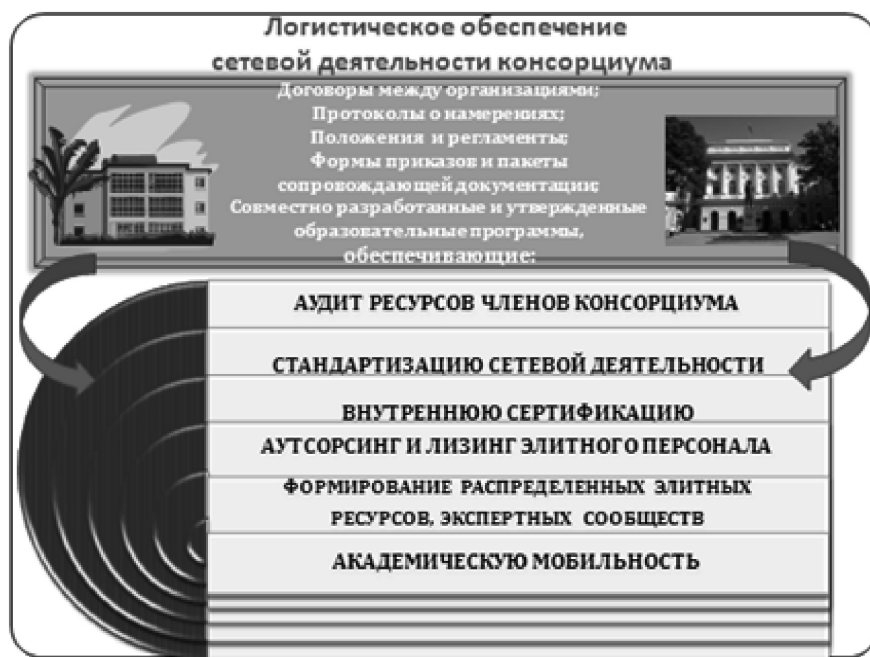 Логистическое обеспечение
сетевой деятельности консорциума
Договоры между организациями;
Протоколы о намерениях;
Положения и регламенты;
Формы приказов и пакеты
сопровождающей документации;
Совместно разработанные и утвержденные
образовательные программы,
обеспечивающие:
АУДИТ РЕСУРСОВ ЧЛЕНОВ КОНСОРЦИУМА
СТАНДАРТИЗАЦИЮ СЕТЕВОЙ ДЕЯТЕЛЬНОСТИ
ВНУТРЕННЮЮ СЕРТИФИКАЦИЮ
АУТСОРСИНГ И ЛИЗИНГ ЭЛИТНОГО ПЕРСОНАЛА
ФОРМИРОВАНИЕ РАСПРЕДЕЛЕННЫХ ЭЛИТНЫХ
РЕСУРСОВ, ЭКСПЕРТНЫХ СООБЩЕСТВ
АКАДЕМИЧЕСКУЮ МОБИЛЬНОСТЬ